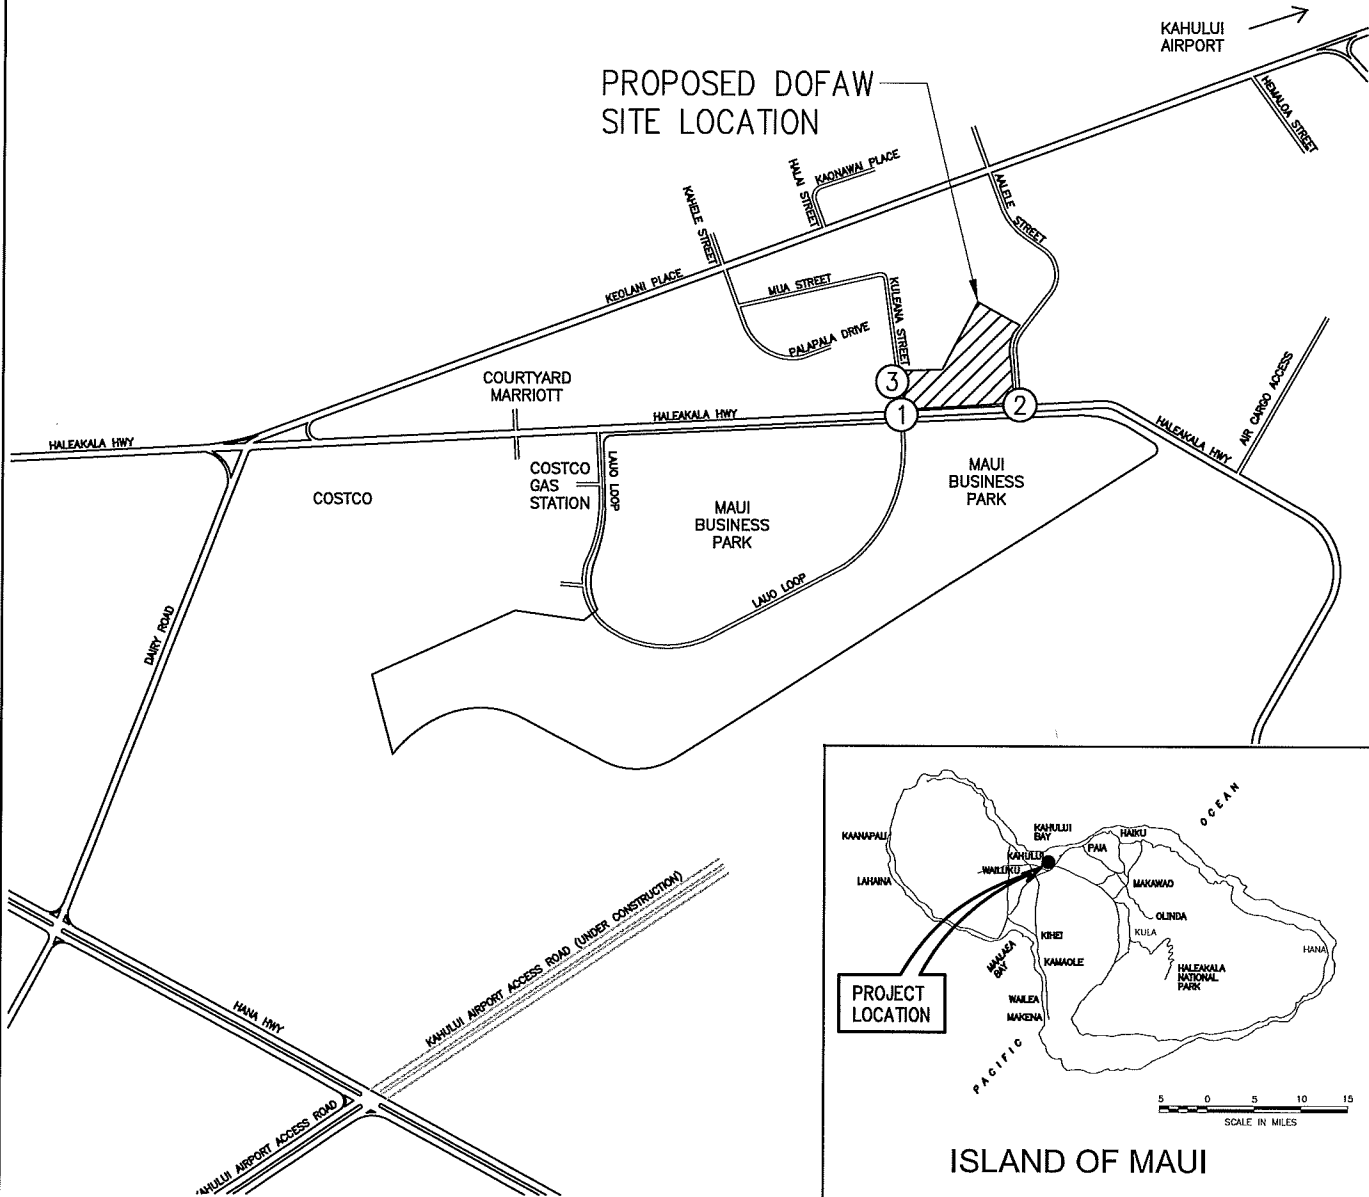 KAHULUI
AIRPORT
PROPOSED DOFAW
SITE LOCATION
HEMALOA STREET
KAONAWAI PLACE
HALAI STREET
KAHELE STREET
AALELE STREET
KEOLANI PLACE
MUA STREET
KULEANA STREET
PALAPALA DRIVE
3
1
2
COURTYARD
MARRIOTT
HALEAKALA HWY
HALEAKALA HWY
HALEAKALA HWY
AIR CARGO ACCESS
COSTCO
COSTCO
GAS
STATION
LAUO LOOP
MAUI
BUSINESS
PARK
MAUI
BUSINESS
PARK
LAUO LOOP
DAIRY ROAD
KAHULUI AIRPORT ACCESS ROAD (UNDER CONSTRUCTION)
HANA HWY
AHULUI AIRPORT ACCESS ROAD
OCEAN
KAANAPALI
LAHAINA
KAHULUI
BAY
KAHULUI
WAILUKU
PAIA
HAIKU
MAKAWAO
OLINDA
KULA
HANA
KIHEI
MAALAEA
BAY
KAMAOLE
HALEAKALA
NATIONAL
PARK
WAILEA
MAKENA
PROJECT
LOCATION
PACIFIC
5 0 5 10 15
SCALE IN MILES
ISLAND OF MAUI